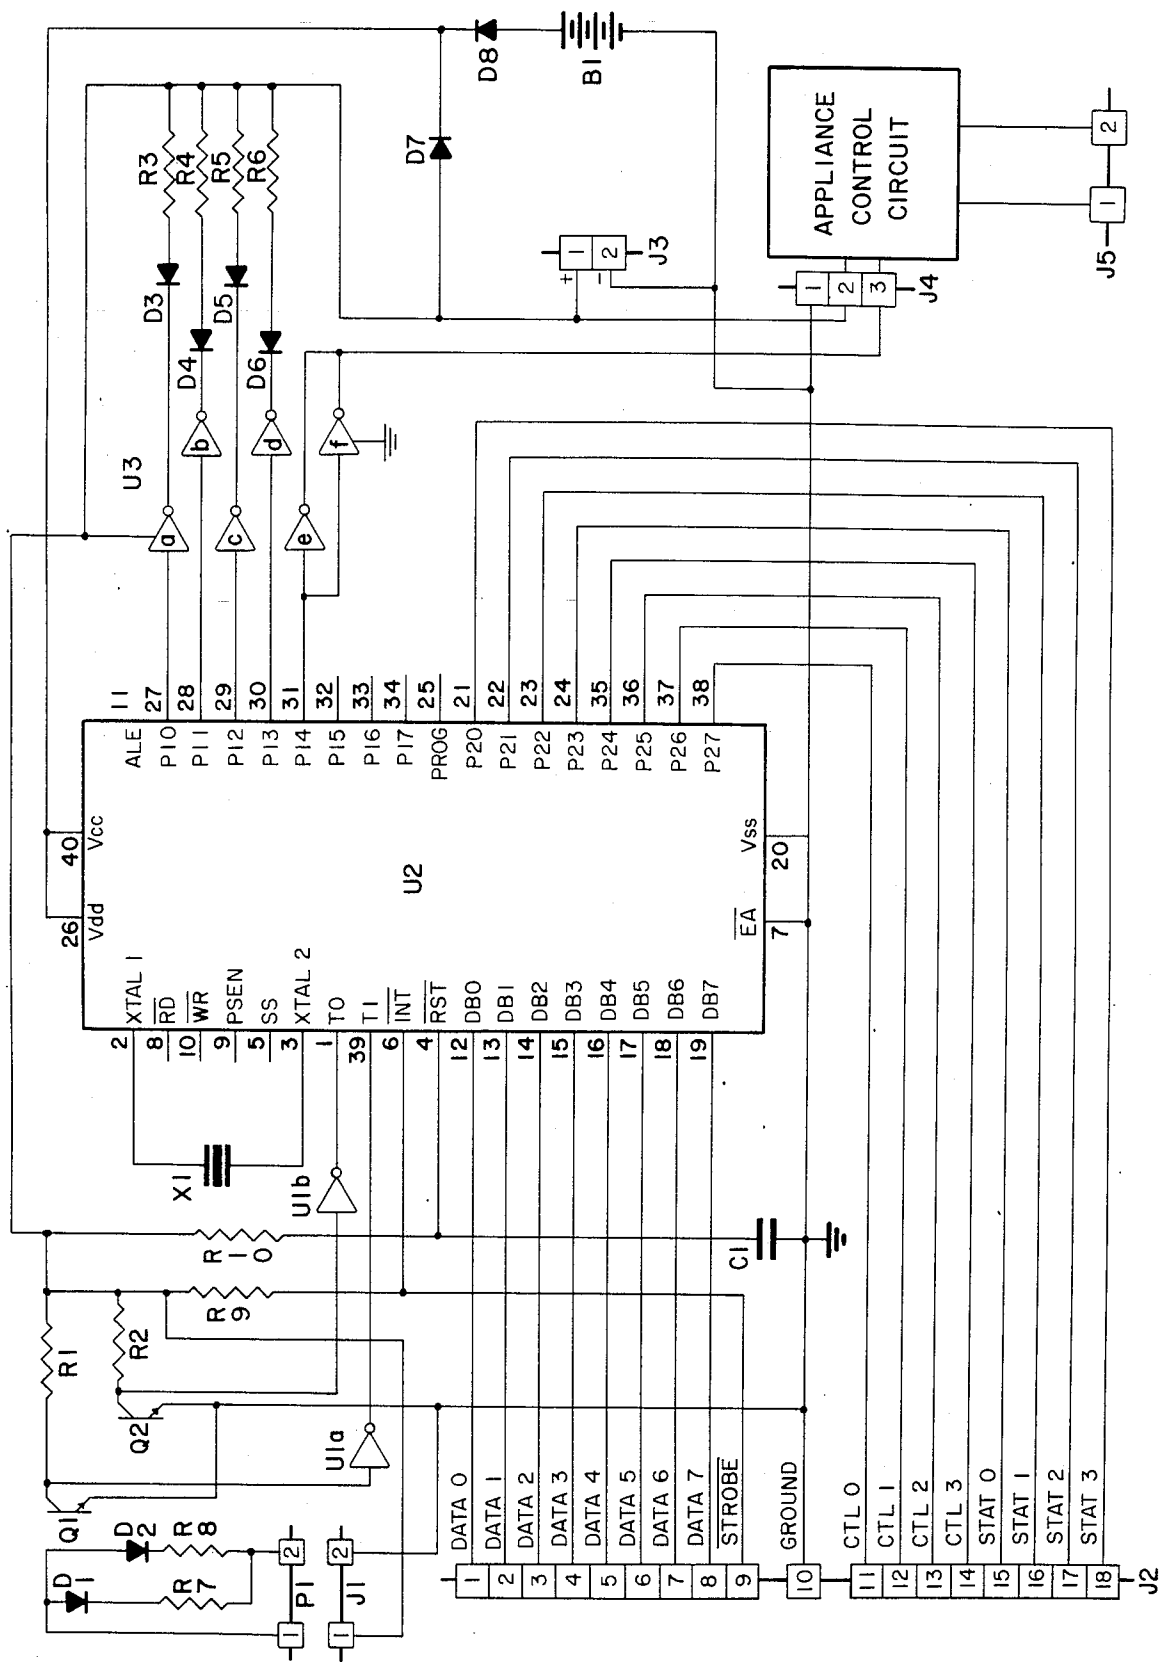 D1
D2
R7
R8
P1
1
2
J1
1
2
Q1
Q2
R1
R2
R9
R10
U1a
U1b
X1
C1
2
8
10
9
5
3
1
39
6
4
12
13
14
15
16
17
18
19
XTAL 1
RD
WR
PSEN
SS
XTAL 2
T0
T1
INT
RST
DB0
DB1
DB2
DB3
DB4
DB5
DB6
DB7
26
Vdd
40
Vcc
U2
EA
7
Vss
20
ALE
P10
P11
P12
P13
P14
P15
P16
P17
PROG
P20
P21
P22
P23
P24
P25
P26
P27
11
27
28
29
30
31
32
33
34
25
21
22
23
24
35
36
37
38
U3
a
b
c
d
e
f
D3
D4
D5
D6
R3
R4
R5
R6
D7
D8
B1
+
-
1
2
J3
1
2
3
J4
APPLIANCE
CONTROL
CIRCUIT
J5
1
2
DATA 0
DATA 1
DATA 2
DATA 3
DATA 4
DATA 5
DATA 6
DATA 7
STROBE
GROUND
CTL 0
CTL 1
CTL 2
CTL 3
STAT 0
STAT 1
STAT 2
STAT 3
1
2
3
4
5
6
7
8
9
10
11
12
13
14
15
16
17
18
J2